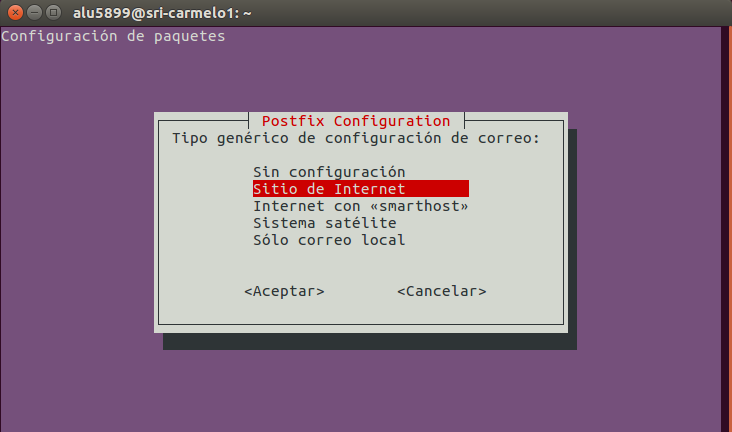 alu5899@sri-carmelo1: ~
Configuración de paquetes
Postfix Configuration
Tipo genérico de configuración de correo:
Sin configuración
Sitio de Internet
Internet con «smarthost»
Sistema satélite
Sólo correo local
<Aceptar> <Cancelar>